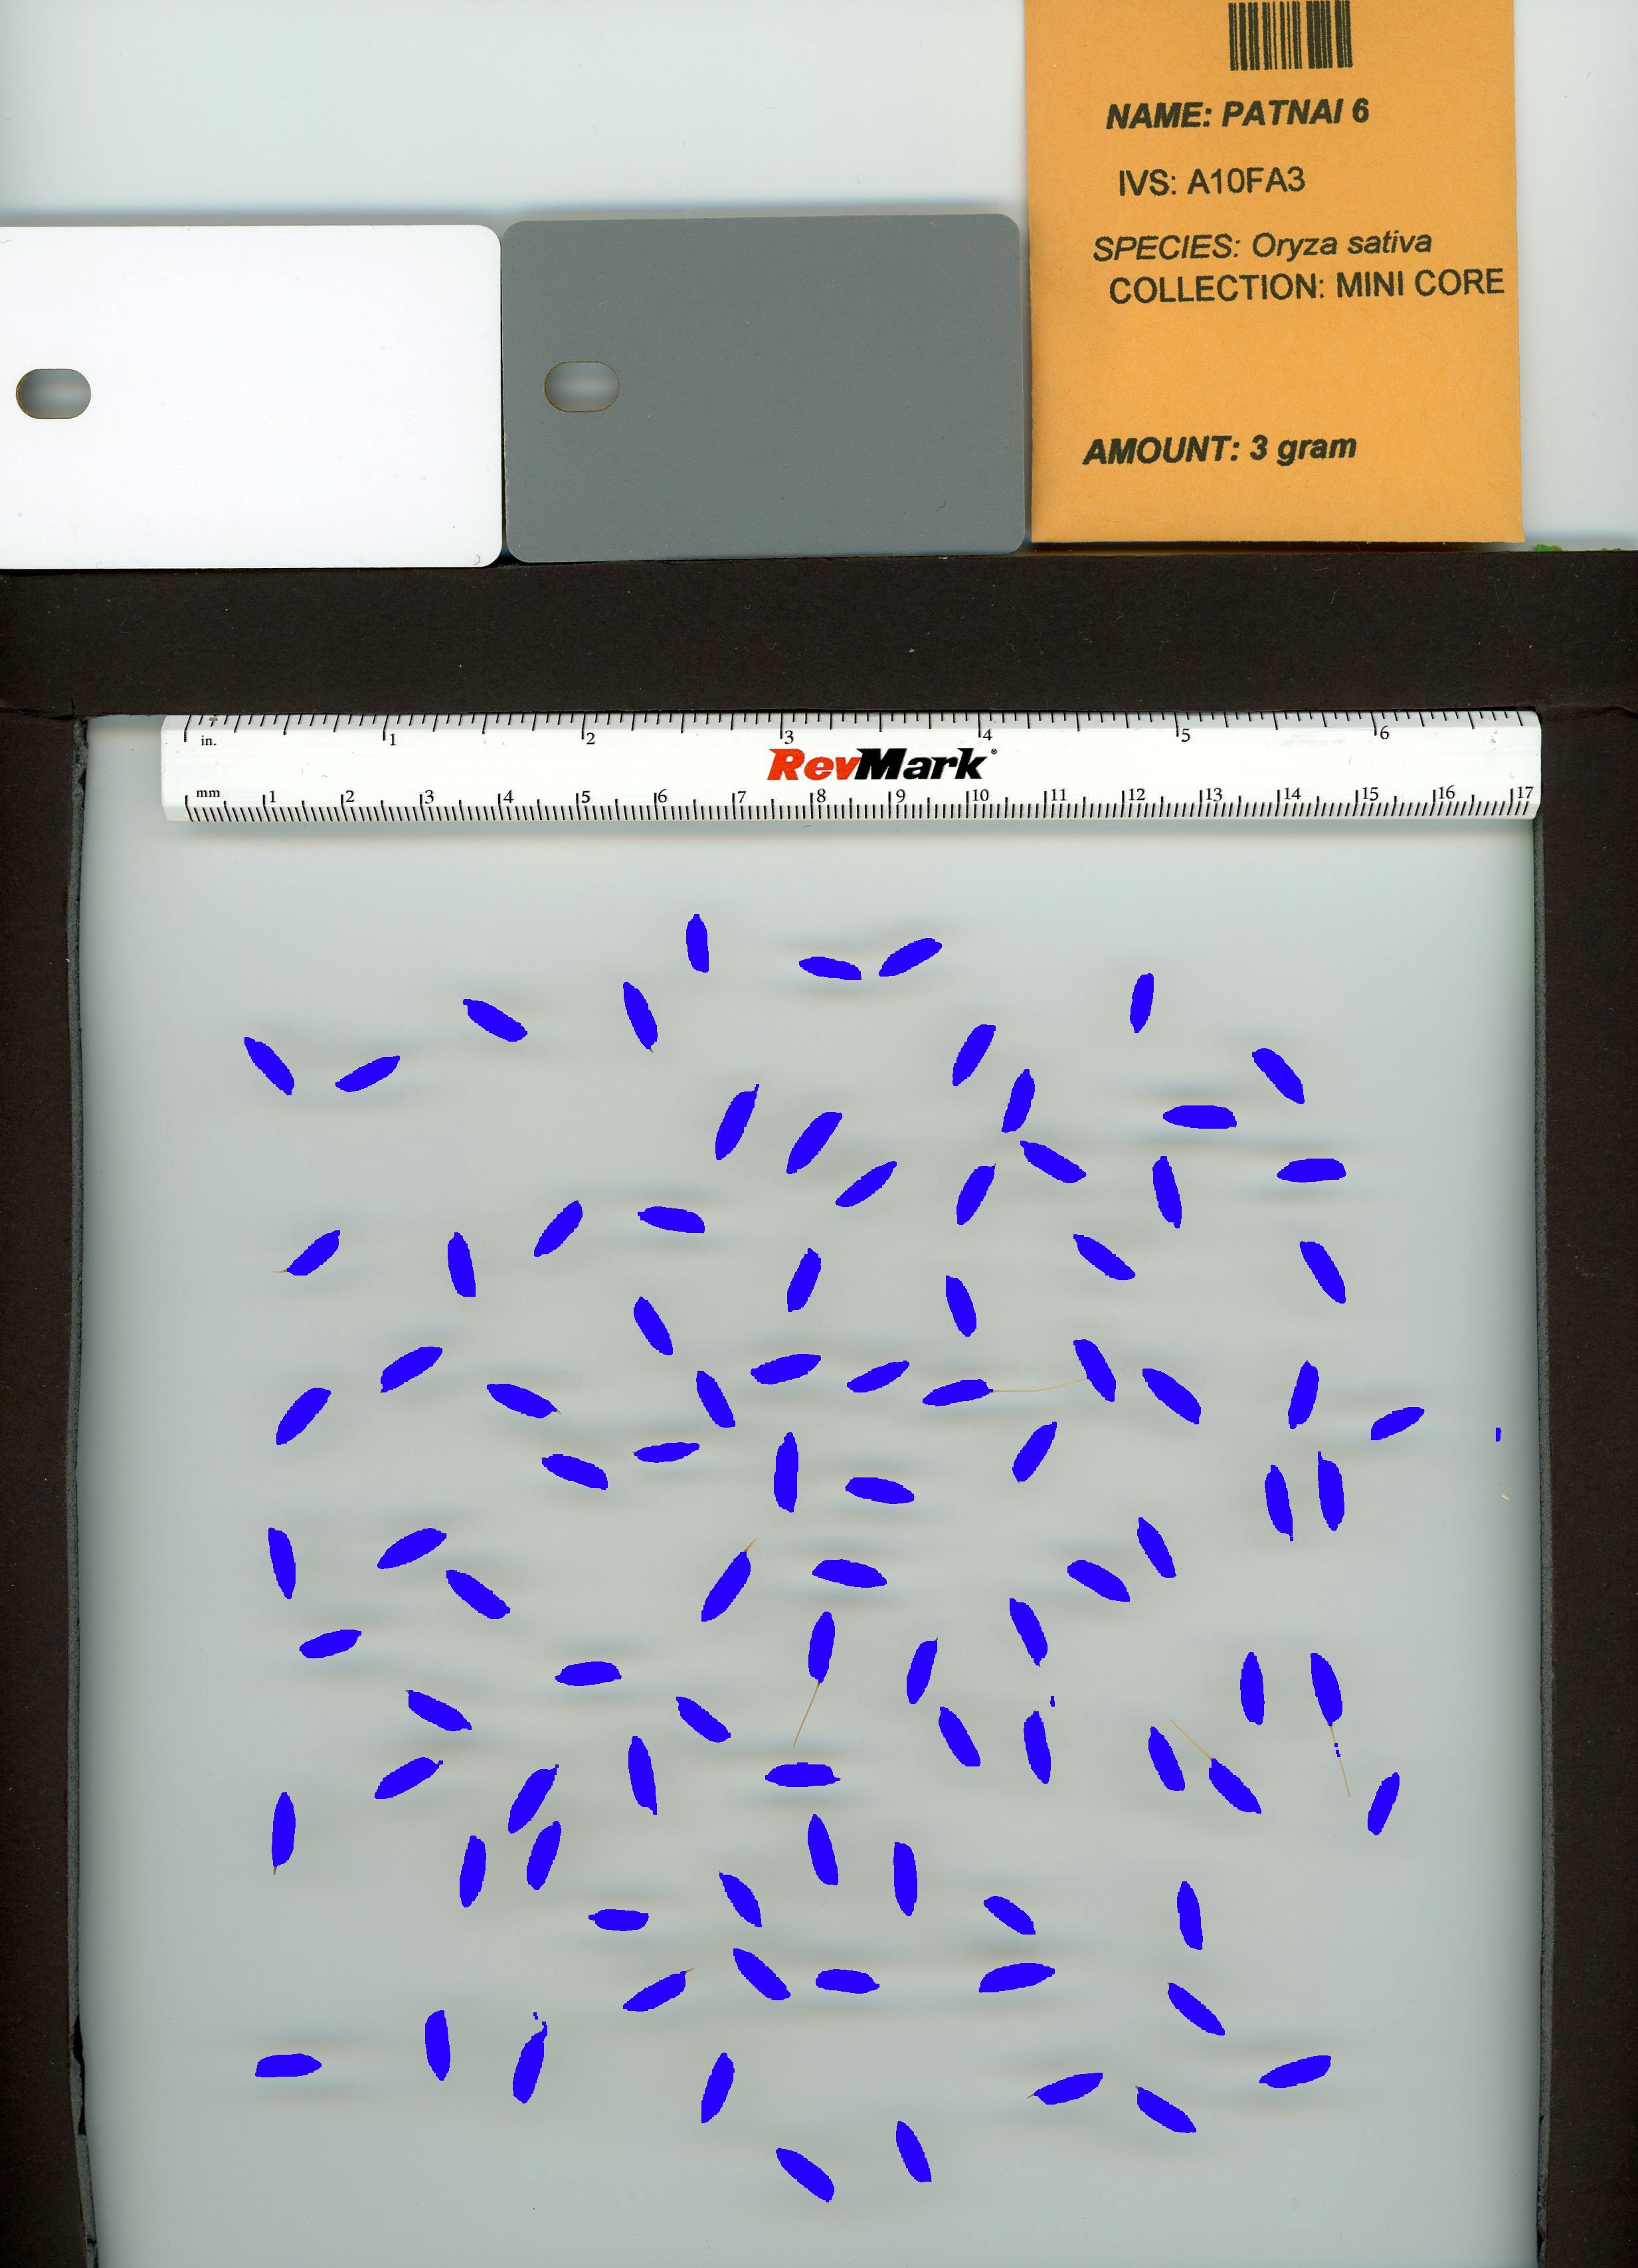 NAME: PATNAI 6
IVS: A10FA3
SPECIES: Oryza sativa
COLLECTION: MINI CORE
AMOUNT: 3 gram
in. 1 2 3 4 5 6
RevMark
mm 1 2 3 4 5 6 7 8 9 10 11 12 13 14 15 16 17